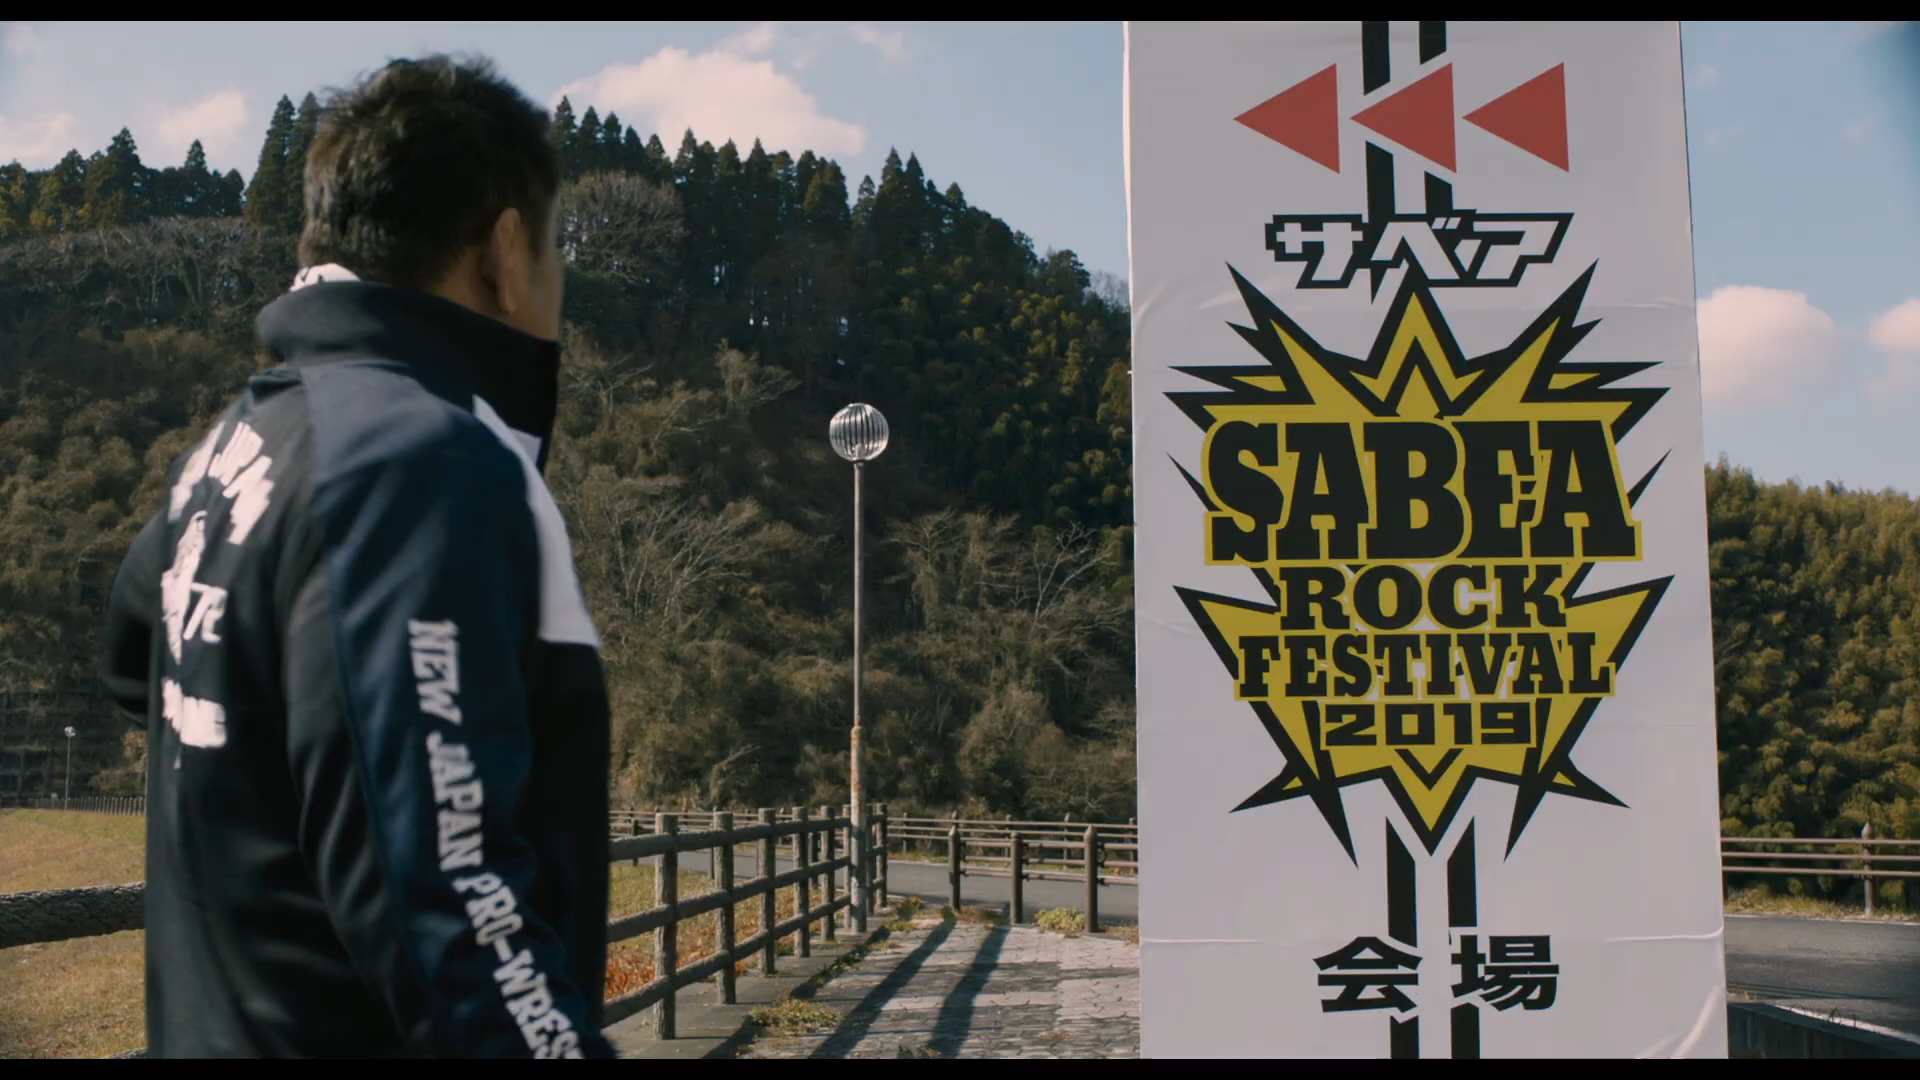 サベア
SABEA
ROCK
FESTIVAL
2019
会場
NEW JAPAN PRO-WRES